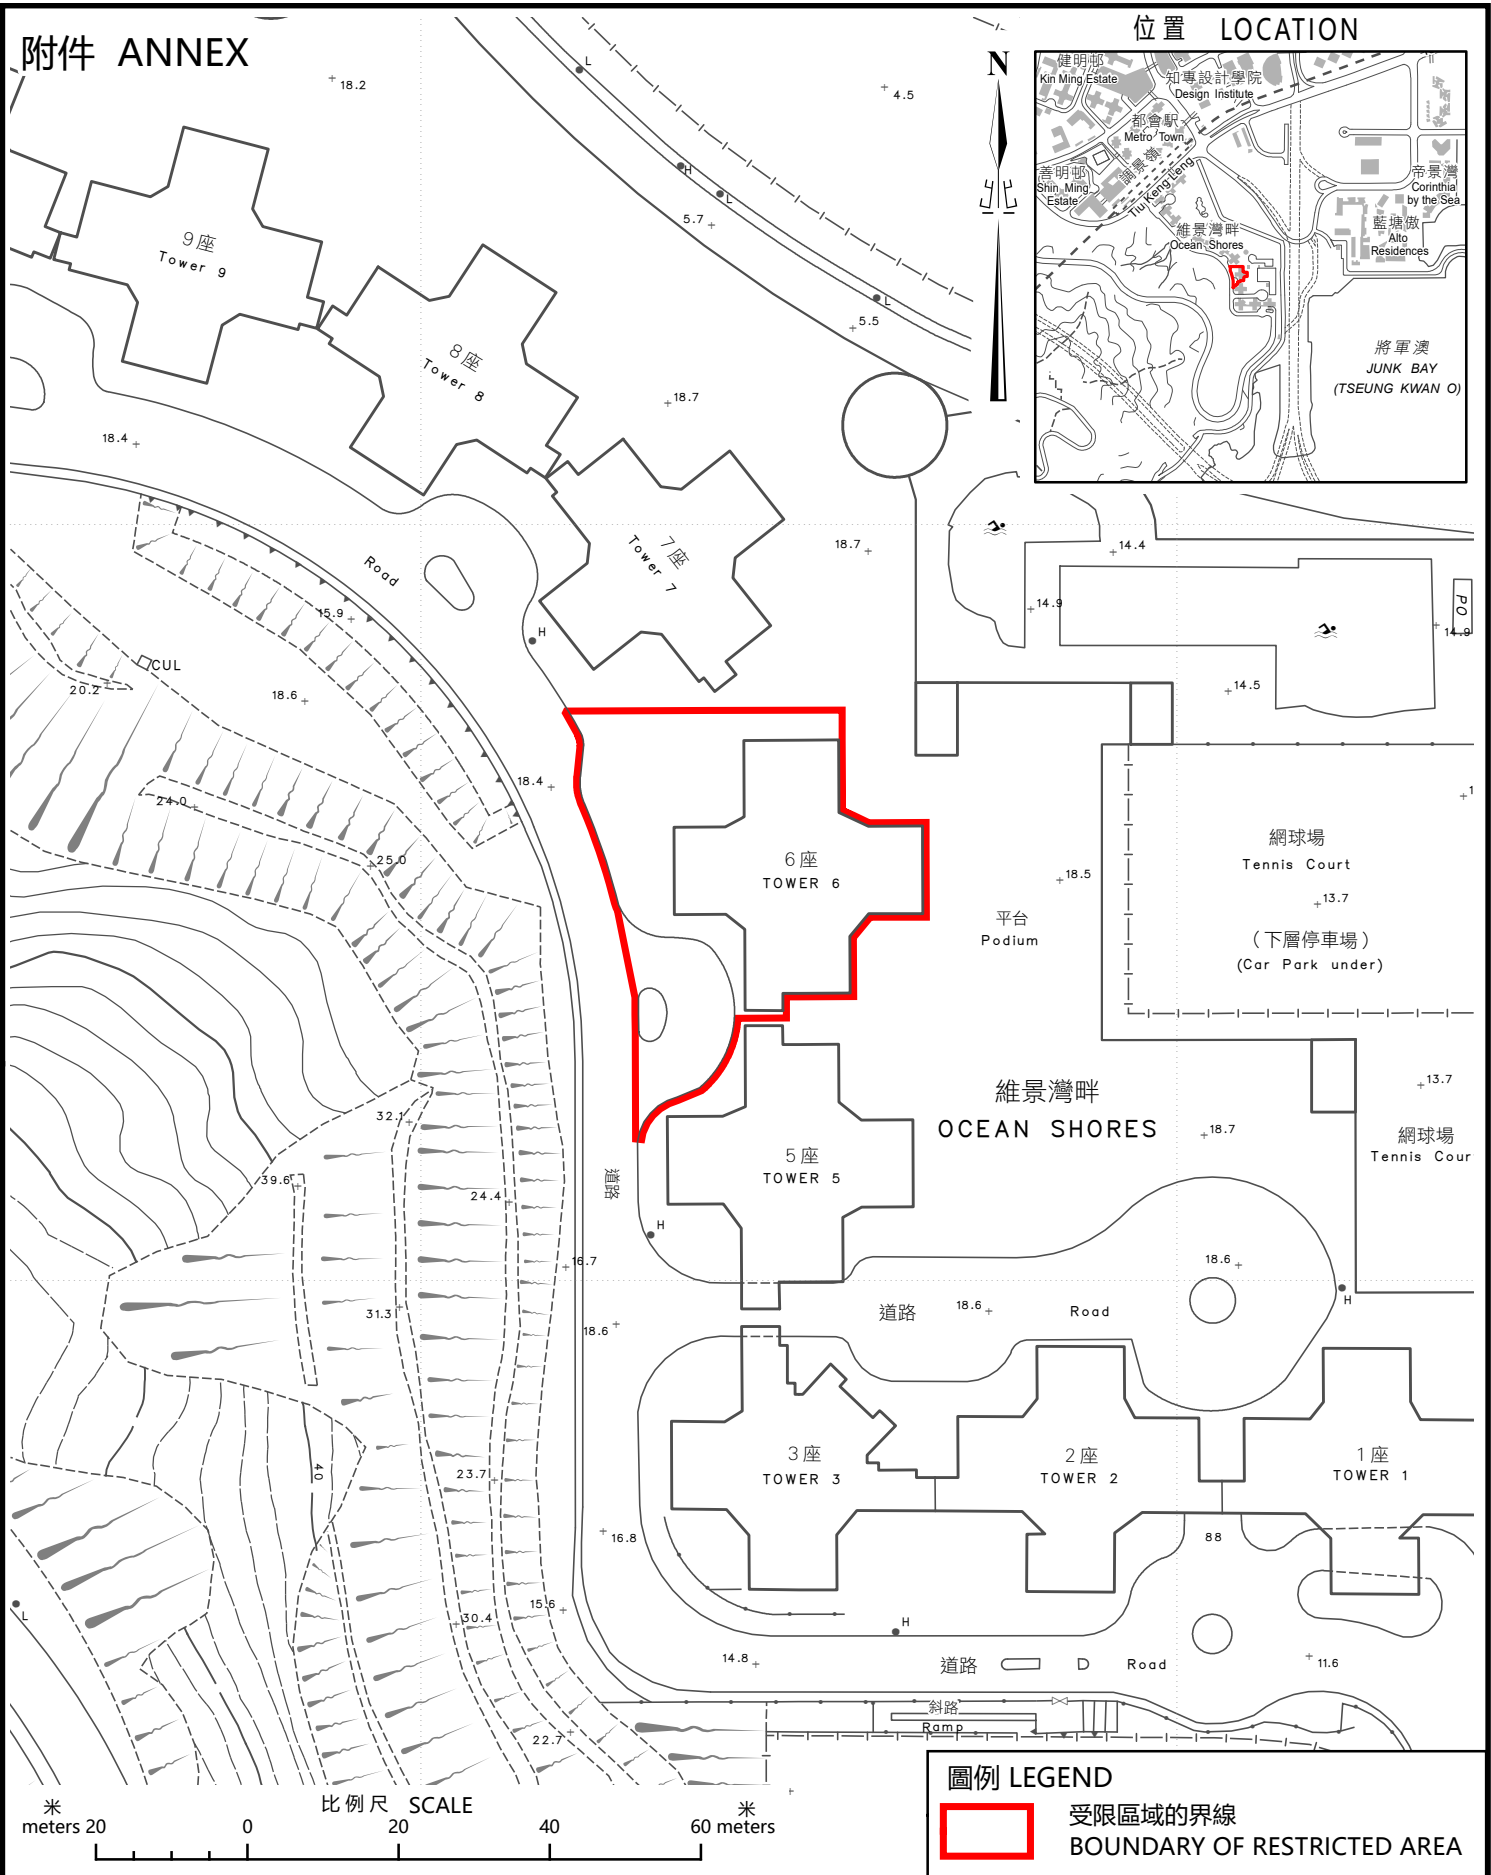 附件 ANNEX
位置 LOCATION
N
健明邨
Kin Ming Estate
知專設計學院
Design Institute
都會駅
Metro Town
善明邨
Shin Ming
Estate
調景嶺
Tiu Keng Leng
帝景灣
Corinthia
by the Sea
藍塘傲
Alto
Residences
維景灣畔
Ocean Shores
將軍澳
JUNK BAY
(TSEUNG KWAN O)
18.2
L
4.5
H
L
5.7
9座
Tower 9
L
5.5
8座
Tower 8
18.7
18.4
7座
Tower 7
18.7
14.4
Road
15.9
14.9
PO
14.9
H
CUL
20.2
18.6
14.5
18.4
24.0
25.0
6座
TOWER 6
18.5
網球場
Tennis Court
13.7
平台
Podium
(下層停車場)
(Car Park under)
32.1
維景灣畔
OCEAN SHORES
13.7
18.7
網球場
Tennis Cour
5座
TOWER 5
道路
39.6
24.4
H
16.7
18.6
H
31.3
18.6
道路
18.6
Road
3座
TOWER 3
2座
TOWER 2
1座
TOWER 1
40
23.7
16.8
88
L
30.4
15.6
H
14.8
道路
D
Road
11.6
斜路
Ramp
22.7
圖例 LEGEND
受限區域的界線
BOUNDARY OF RESTRICTED AREA
比例尺 SCALE
米
meters 20 0 20 40 60 meters
米